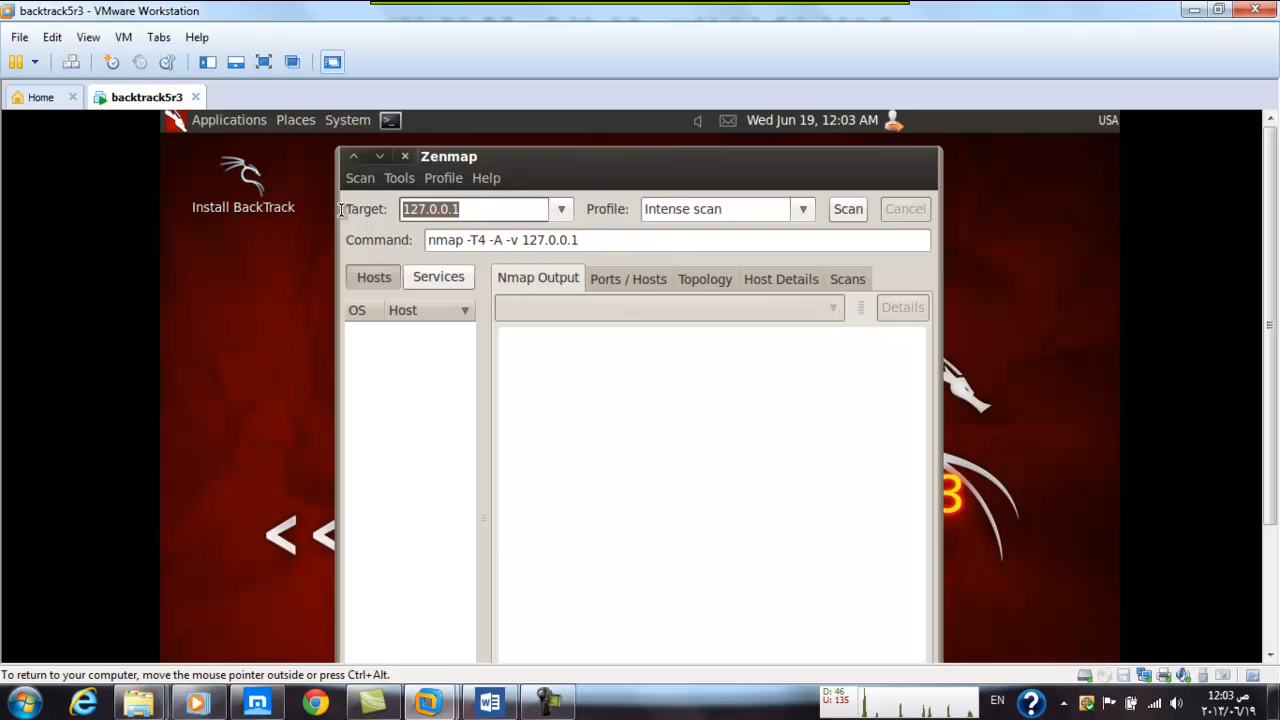 backtrack5r3 - VMware Workstation
File Edit View VM Tabs Help
Home backtrack5r3
Applications Places System Wed Jun 19, 12:03 AM USA
Install BackTrack
Zenmap
Scan Tools Profile Help
Target: 127.0.0.1 Profile: Intense scan Scan Cancel
Command: nmap -T4 -A -v 127.0.0.1
Hosts Services Nmap Output Ports / Hosts Topology Host Details Scans
OS Host Details
<<
3
To return to your computer, move the mouse pointer outside or press Ctrl+Alt.
D: 46
U: 135
EN
12:03 ص
٢٠١٣/٠٦/١٩